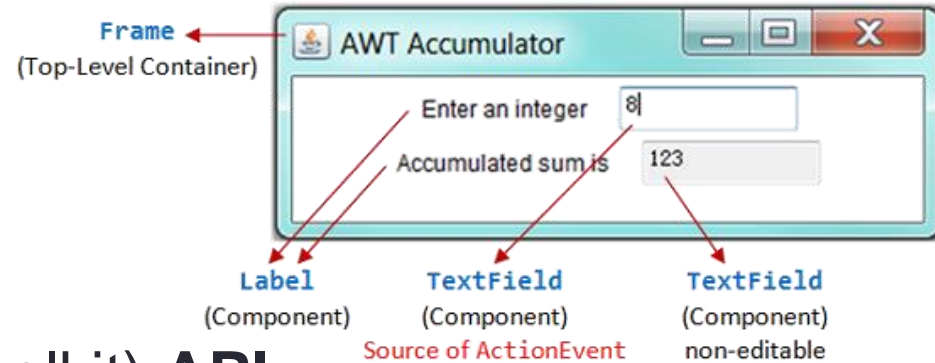 Frame
(Top-Level Container)
AWT Accumulator
Enter an integer 8
Accumulated sum is 123
Label TextField TextField
(Component) (Component) (Component)
Source of ActionEvent non-editable